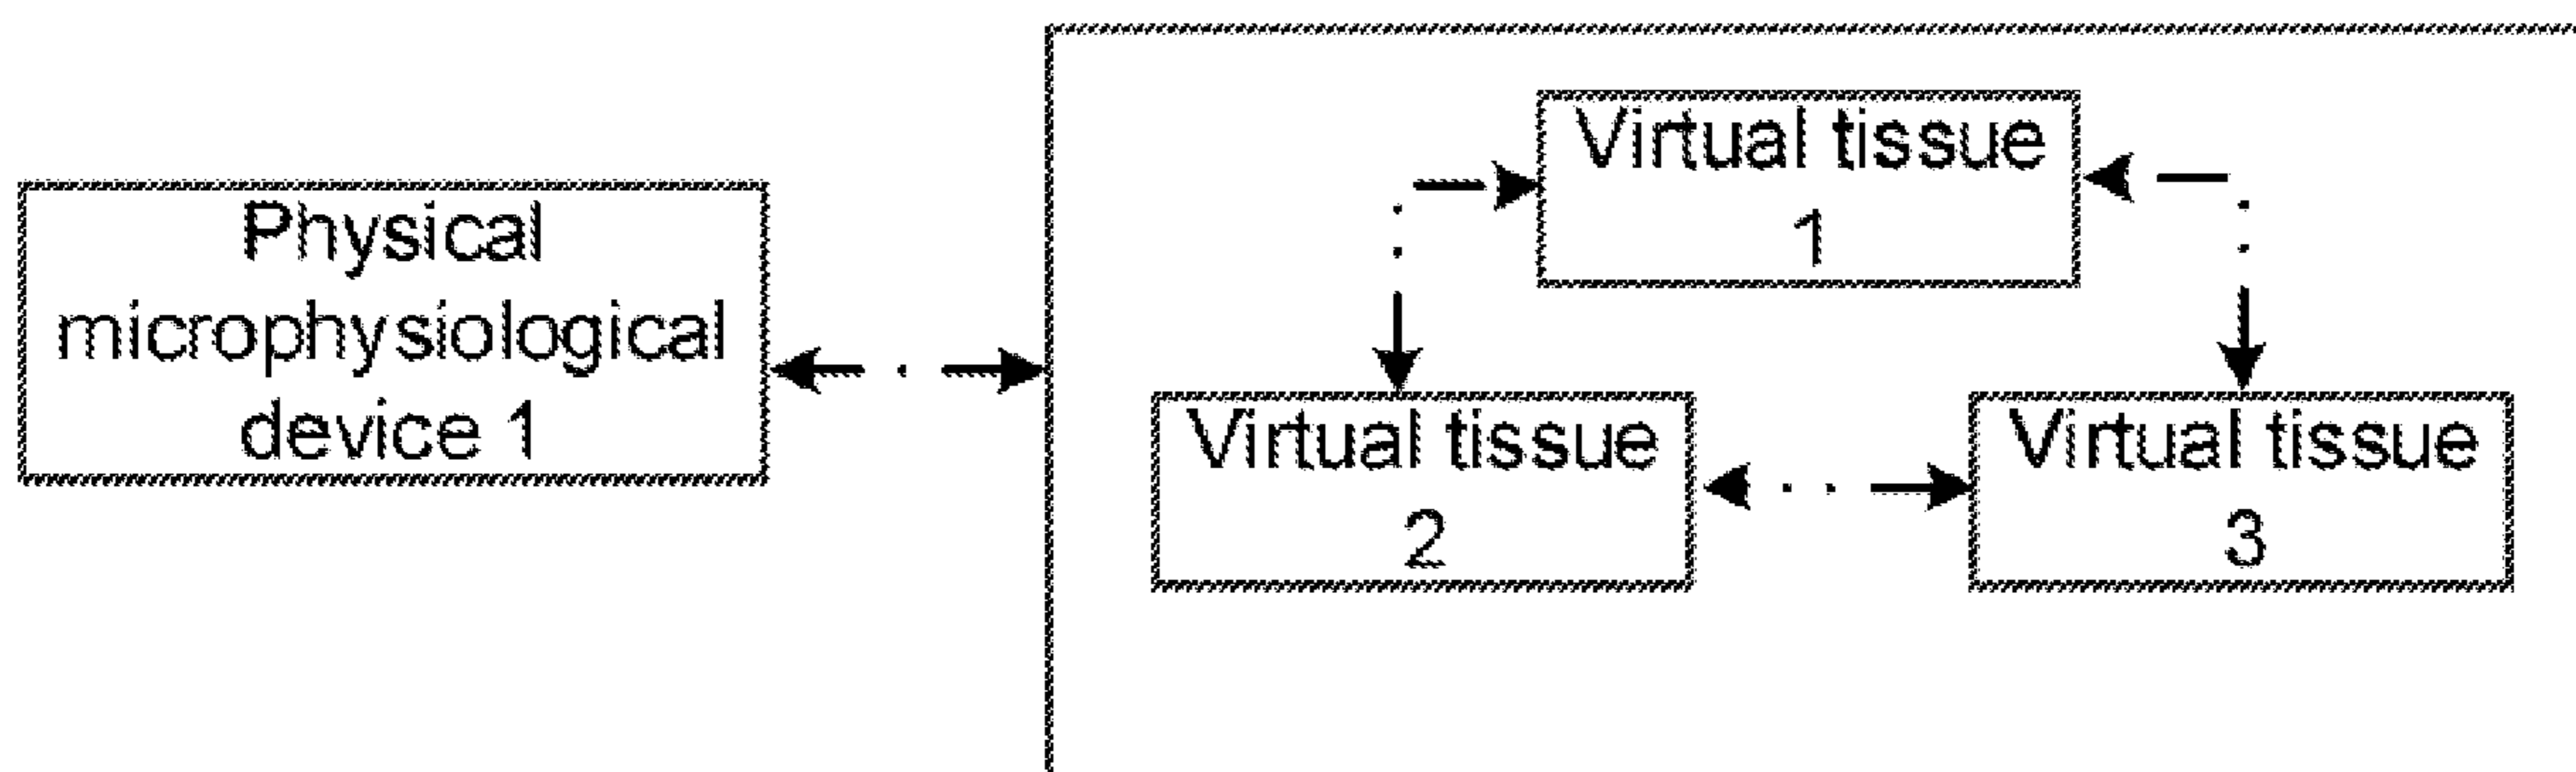 Physical
microphysiological
device 1
Virtual tissue
1
Virtual tissue
2
Virtual tissue
3